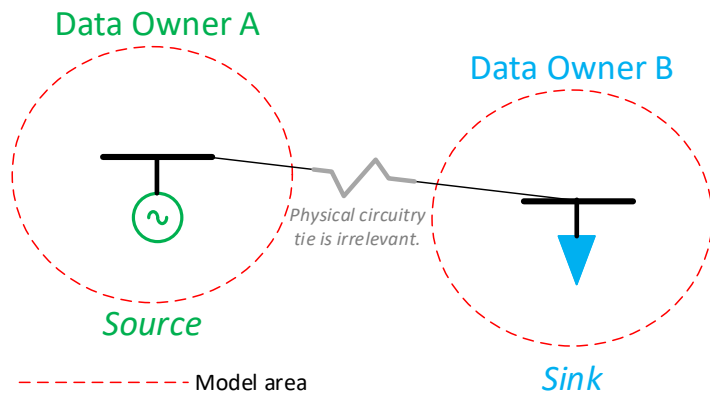 Data Owner A
Data Owner B
Physical circuitry
tie is irrelevant.
Source
Sink
Model area